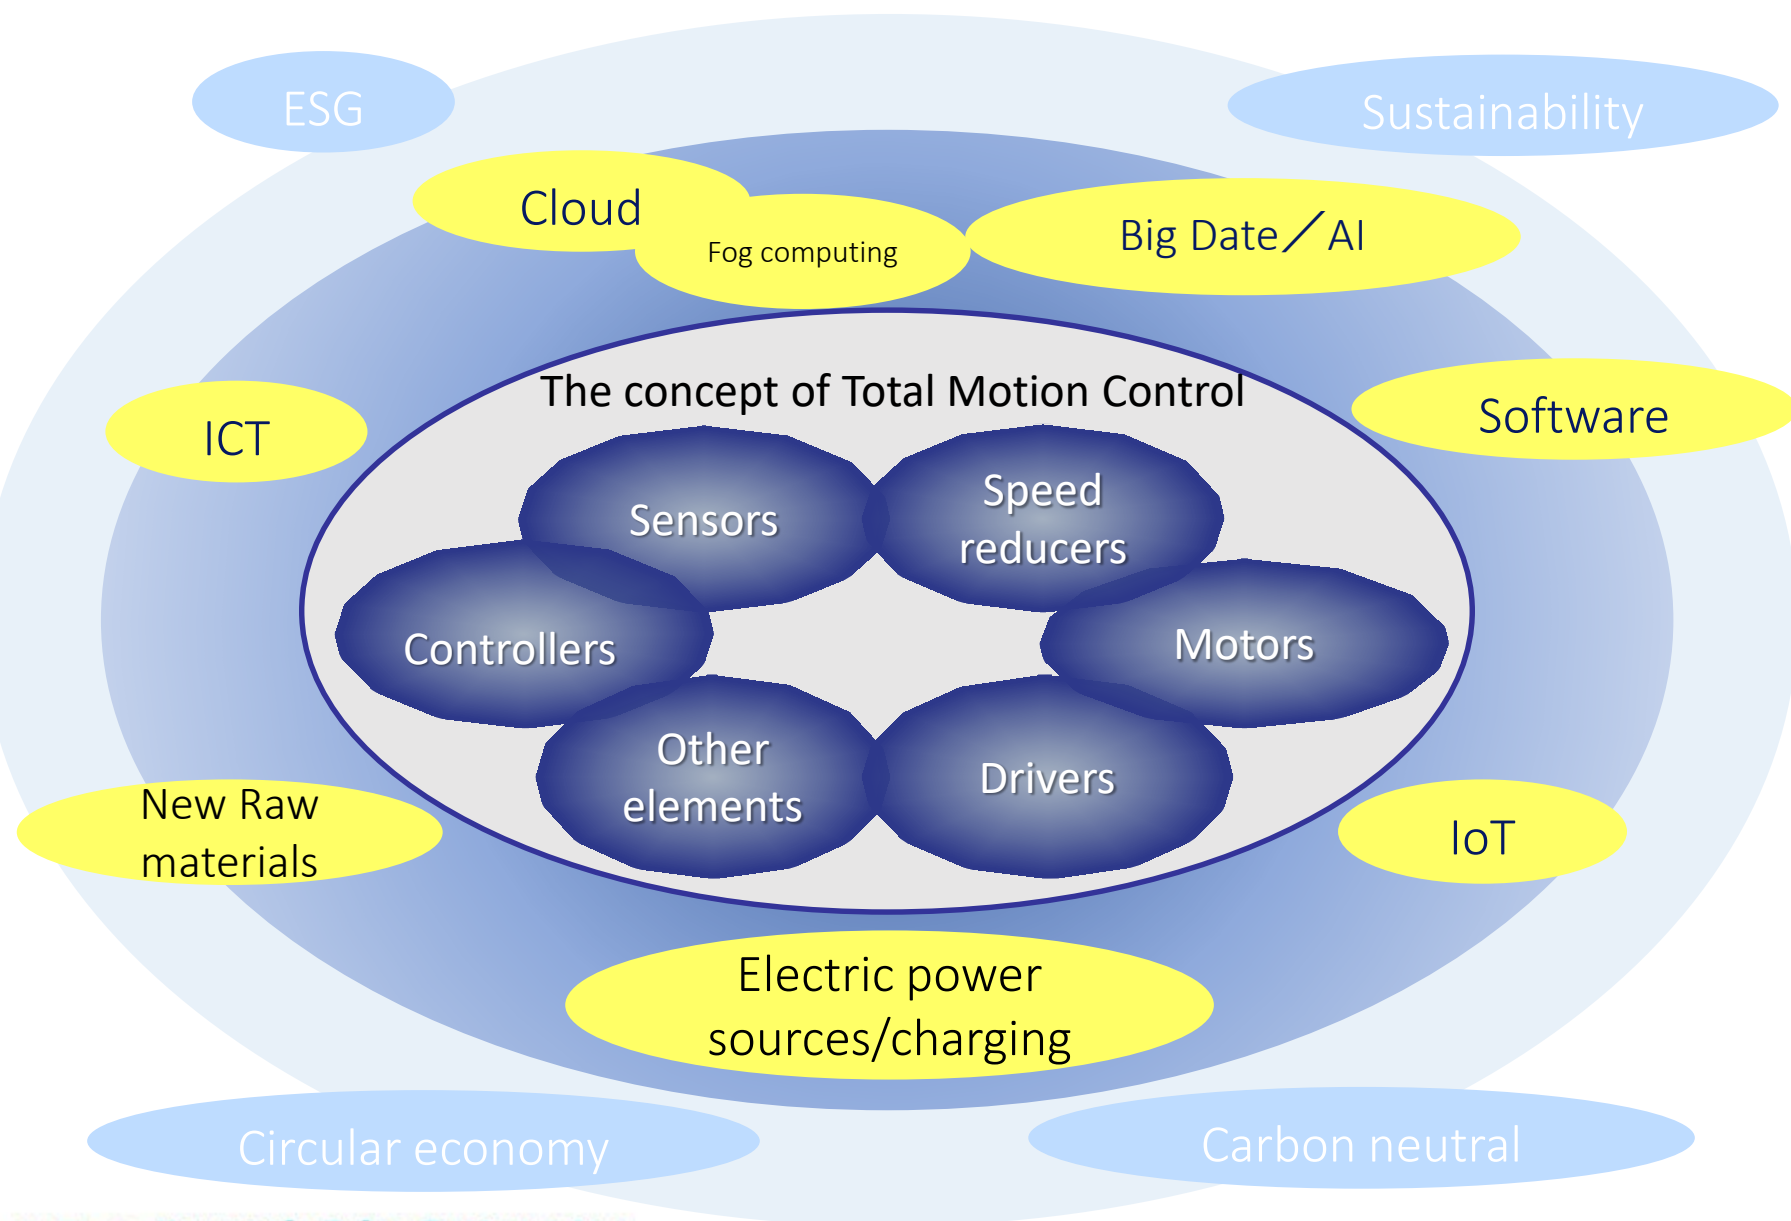 ESG
Sustainability
Cloud
Fog computing
Big Date／AI
The concept of Total Motion Control
ICT
Software
Sensors
Speed
reducers
Controllers
Motors
Other
elements
Drivers
New Raw
materials
IoT
Electric power
sources/charging
Circular economy
Carbon neutral